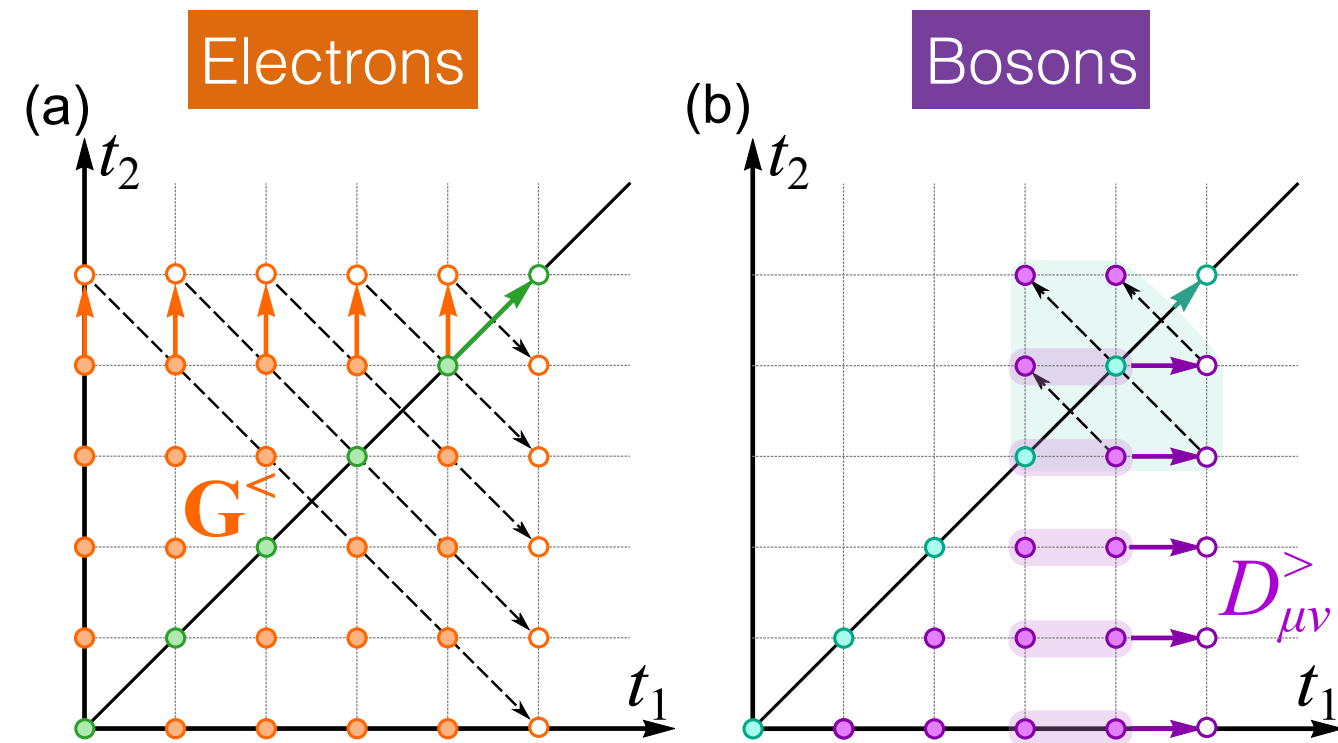 Electrons
Bosons
(a)
(b)
t₂
t₂
G^<
D^>_{μν}
t₁
t₁